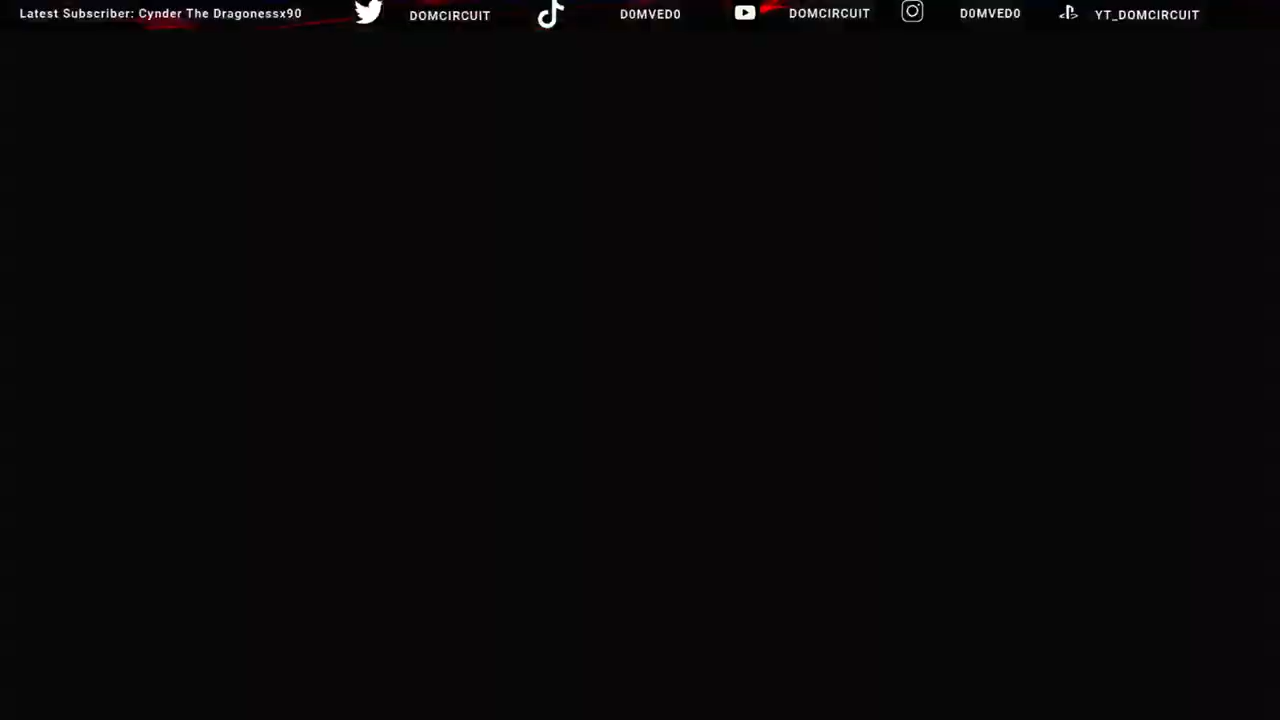 Latest Subscriber: Cynder The Dragonessx90 DOMCIRCUIT D0MVED0 DOMCIRCUIT D0MVED0 YT_DOMCIRCUIT